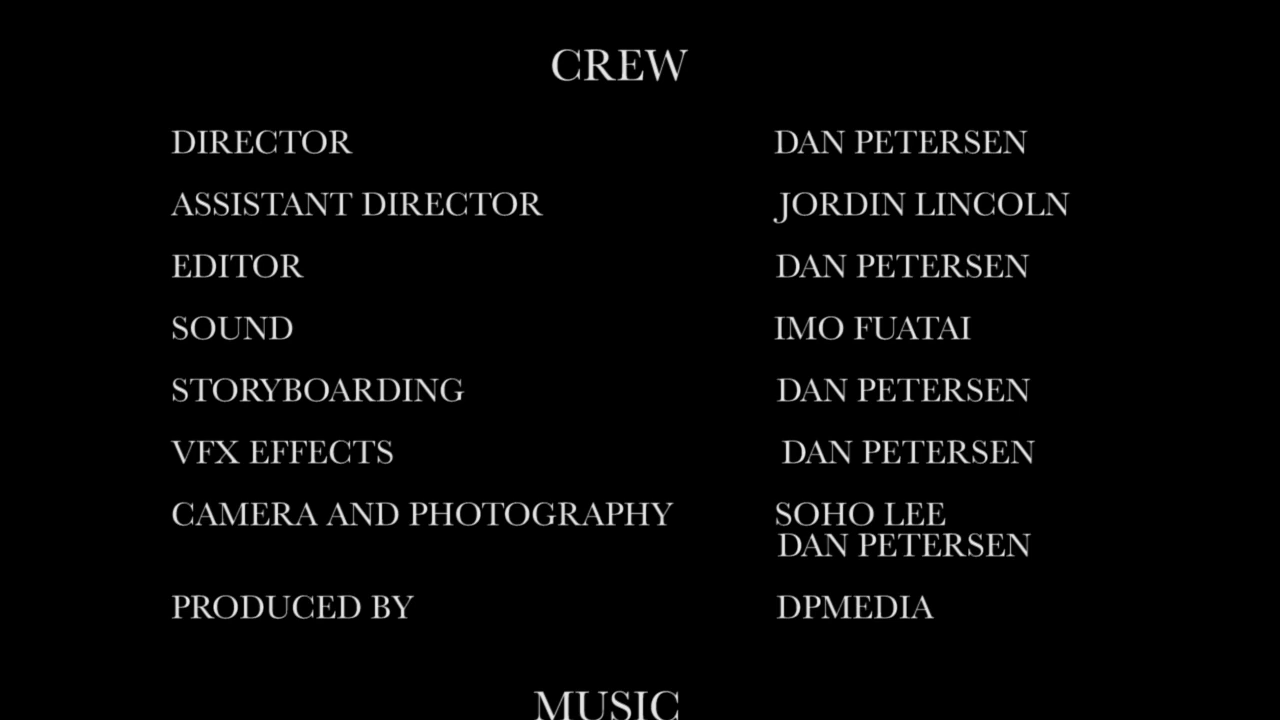 CREW
DIRECTOR DAN PETERSEN
ASSISTANT DIRECTOR JORDIN LINCOLN
EDITOR DAN PETERSEN
SOUND IMO FUATAI
STORYBOARDING DAN PETERSEN
VFX EFFECTS DAN PETERSEN
CAMERA AND PHOTOGRAPHY SOHO LEE
DAN PETERSEN
PRODUCED BY DPMEDIA
MUSIC